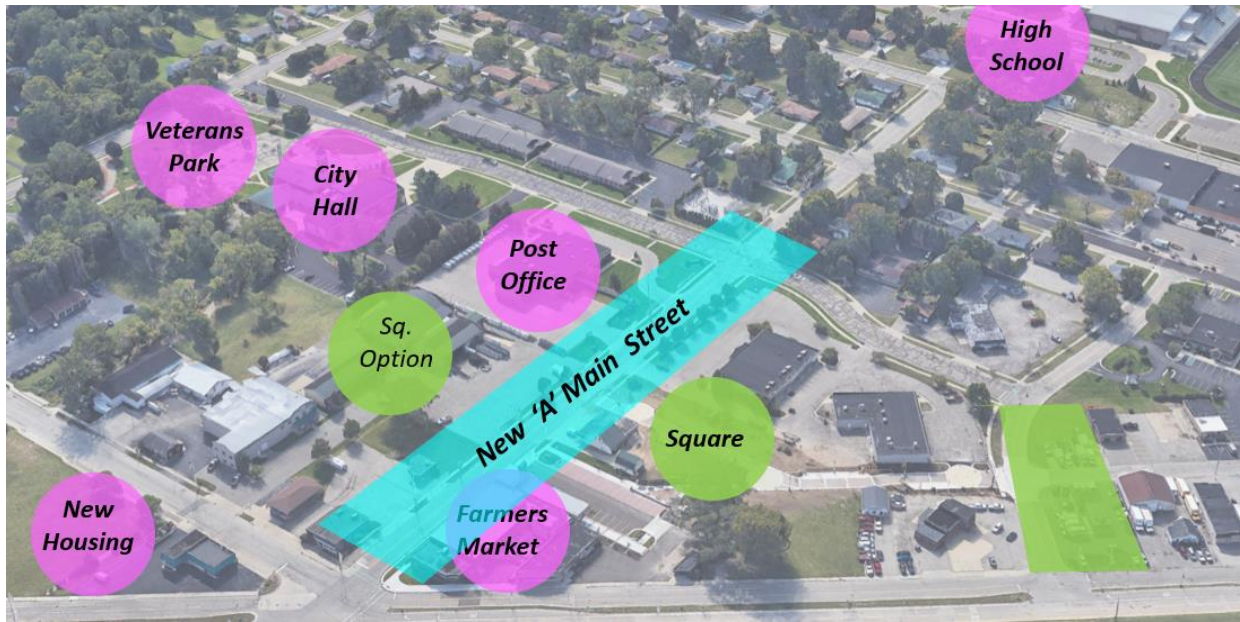 High
School
Veterans
Park
City
Hall
Post
Office
Sq.
Option
New 'A' Main Street
Square
New
Housing
Farmers
Market